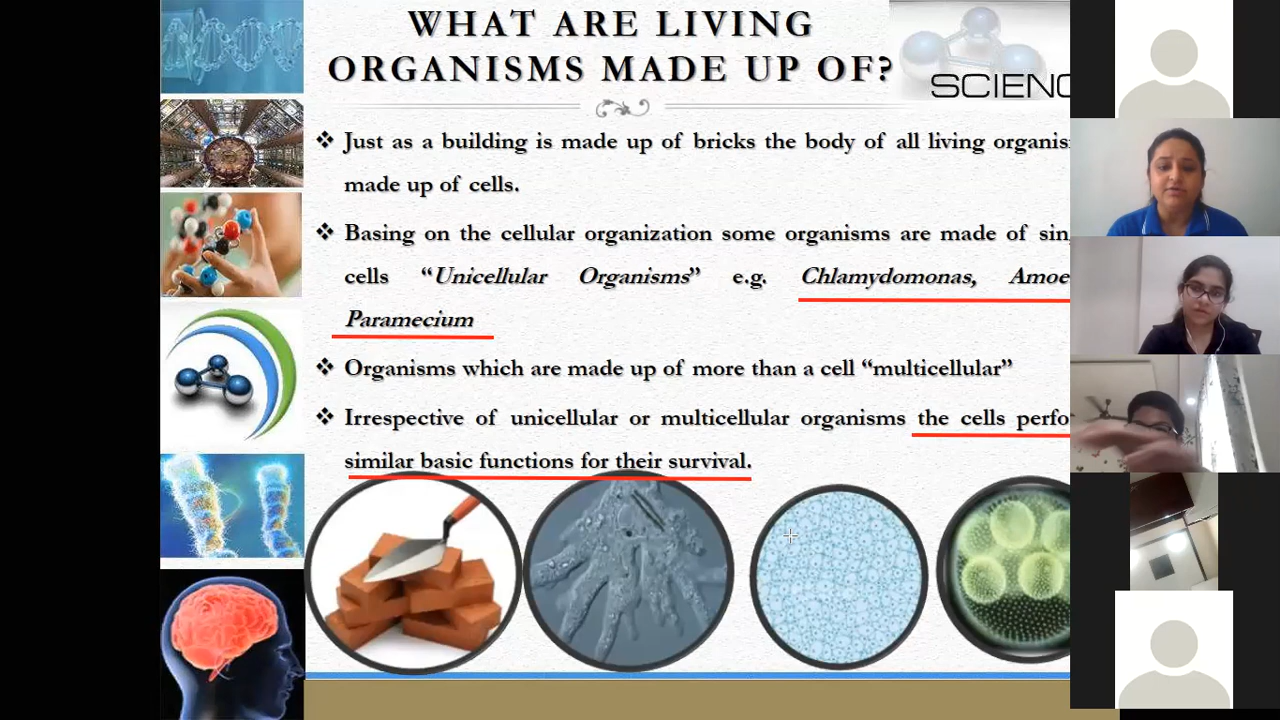 WHAT ARE LIVING
ORGANISMS MADE UP OF?
SCIENC
❖ Just as a building is made up of bricks the body of all living organis
made up of cells.
❖ Basing on the cellular organization some organisms are made of sin
cells “Unicellular Organisms” e.g. Chlamydomonas, Amoe
Paramecium
❖ Organisms which are made up of more than a cell “multicellular”
❖ Irrespective of unicellular or multicellular organisms the cells perfo
similar basic functions for their survival.